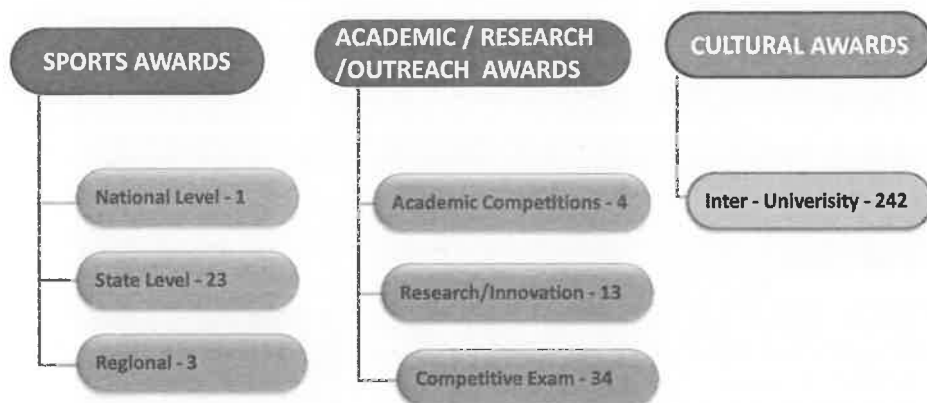 SPORTS AWARDS
National Level - 1
State Level - 23
Regional - 3
ACADEMIC / RESEARCH
/OUTREACH AWARDS
Academic Competitions - 4
Research/Innovation - 13
Competitive Exam - 34
CULTURAL AWARDS
Inter - Univerisity - 242